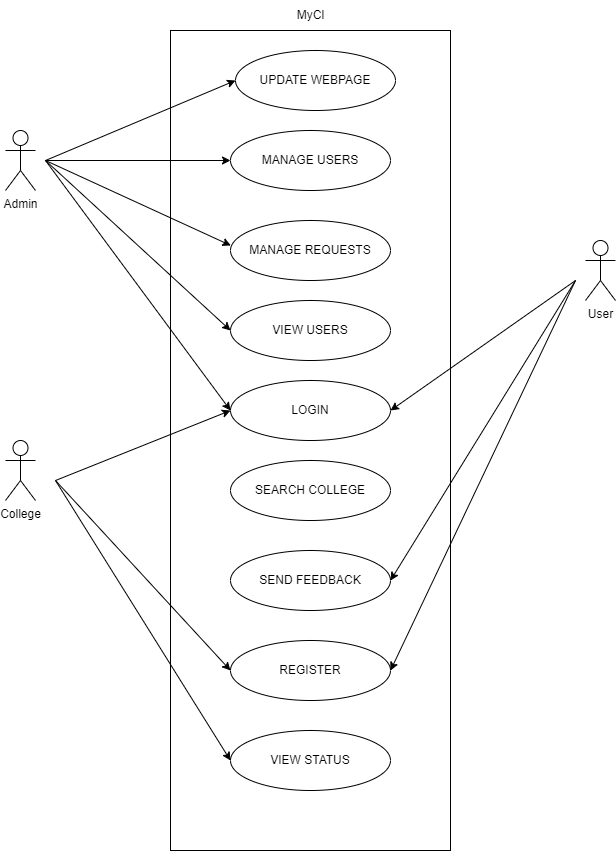 MyCl
UPDATE WEBPAGE
MANAGE USERS
Admin
MANAGE REQUESTS
User
VIEW USERS
LOGIN
College
SEARCH COLLEGE
SEND FEEDBACK
REGISTER
VIEW STATUS